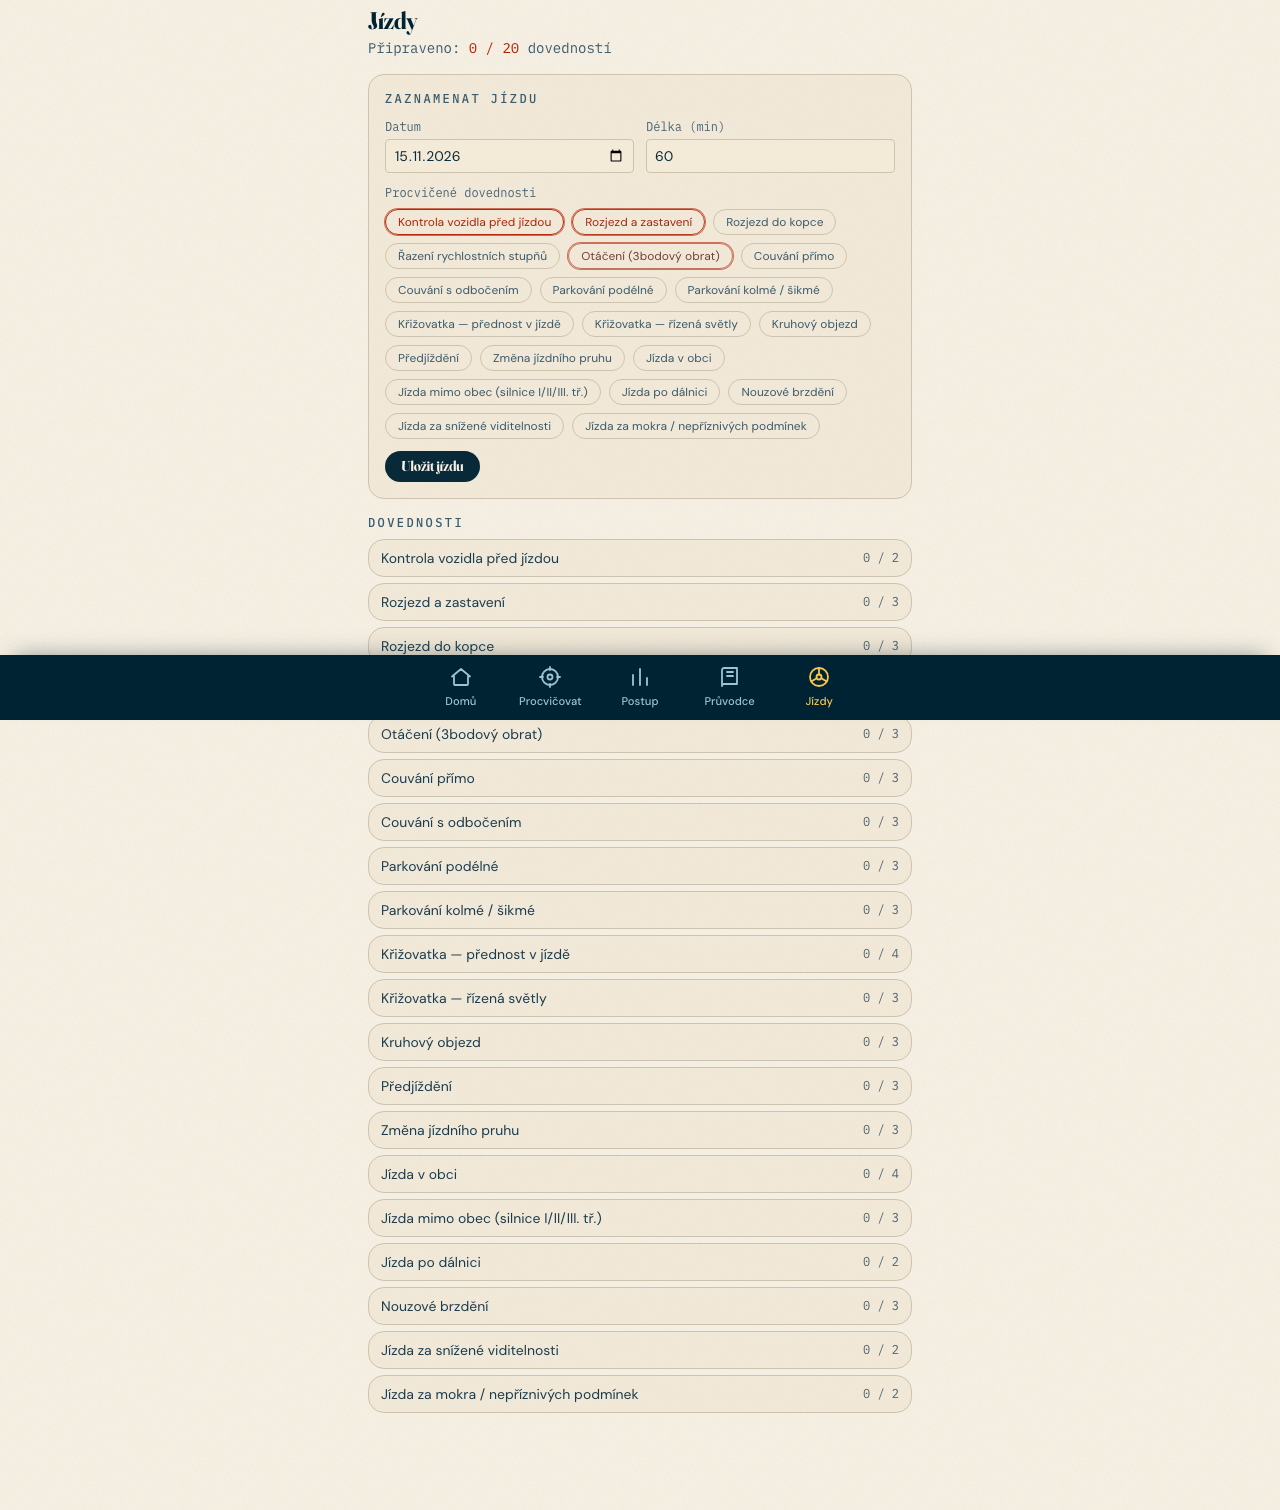 Jízdy
Připraveno: 0 / 20 dovedností
ZAZNAMENAT JÍZDU
Datum
Délka (min)
15.11.2026
60
Procvičené dovednosti
Kontrola vozidla před jízdou
Rozjezd a zastavení
Rozjezd do kopce
Řazení rychlostních stupňů
Otáčení (3bodový obrat)
Couvání přímo
Couvání s odbočením
Parkování podélné
Parkování kolmé / šikmé
Křižovatka — přednost v jízdě
Křižovatka — řízená světly
Kruhový objezd
Předjíždění
Změna jízdního pruhu
Jízda v obci
Jízda mimo obec (silnice I/II/III. tř.)
Jízda po dálnici
Nouzové brzdění
Jízda za snížené viditelnosti
Jízda za mokra / nepříznivých podmínek
Uložit jízdu
DOVEDNOSTI
Kontrola vozidla před jízdou 0 / 2
Rozjezd a zastavení 0 / 3
Rozjezd do kopce 0 / 3
Domů
Procvičovat
Postup
Průvodce
Jízdy
Otáčení (3bodový obrat) 0 / 3
Couvání přímo 0 / 3
Couvání s odbočením 0 / 3
Parkování podélné 0 / 3
Parkování kolmé / šikmé 0 / 3
Křižovatka — přednost v jízdě 0 / 4
Křižovatka — řízená světly 0 / 3
Kruhový objezd 0 / 3
Předjíždění 0 / 3
Změna jízdního pruhu 0 / 3
Jízda v obci 0 / 4
Jízda mimo obec (silnice I/II/III. tř.) 0 / 3
Jízda po dálnici 0 / 2
Nouzové brzdění 0 / 3
Jízda za snížené viditelnosti 0 / 2
Jízda za mokra / nepříznivých podmínek 0 / 2